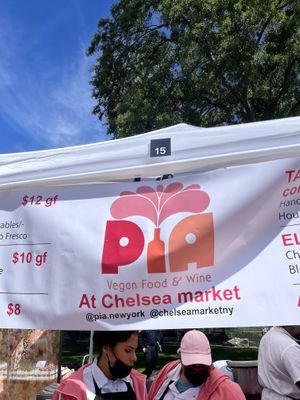 15
$12 gf
ables/-
o Fresco
$10 gf
$8
PIA
Vegan Food & Wine
At Chelsea market
@pia.newyork @chelseamarketny
TA
co
Hand
Hou
EL
Ch
Bl